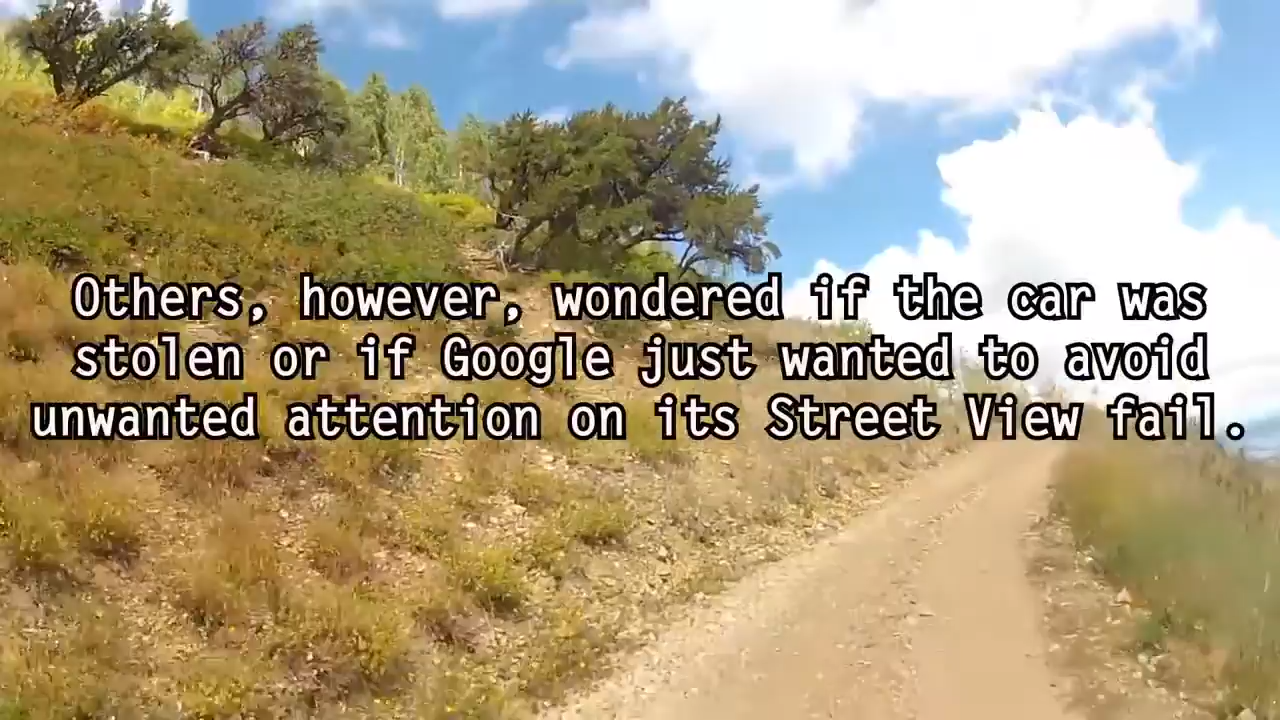 Others, however, wondered if the car was
stolen or if Google just wanted to avoid
unwanted attention on its Street View fail.